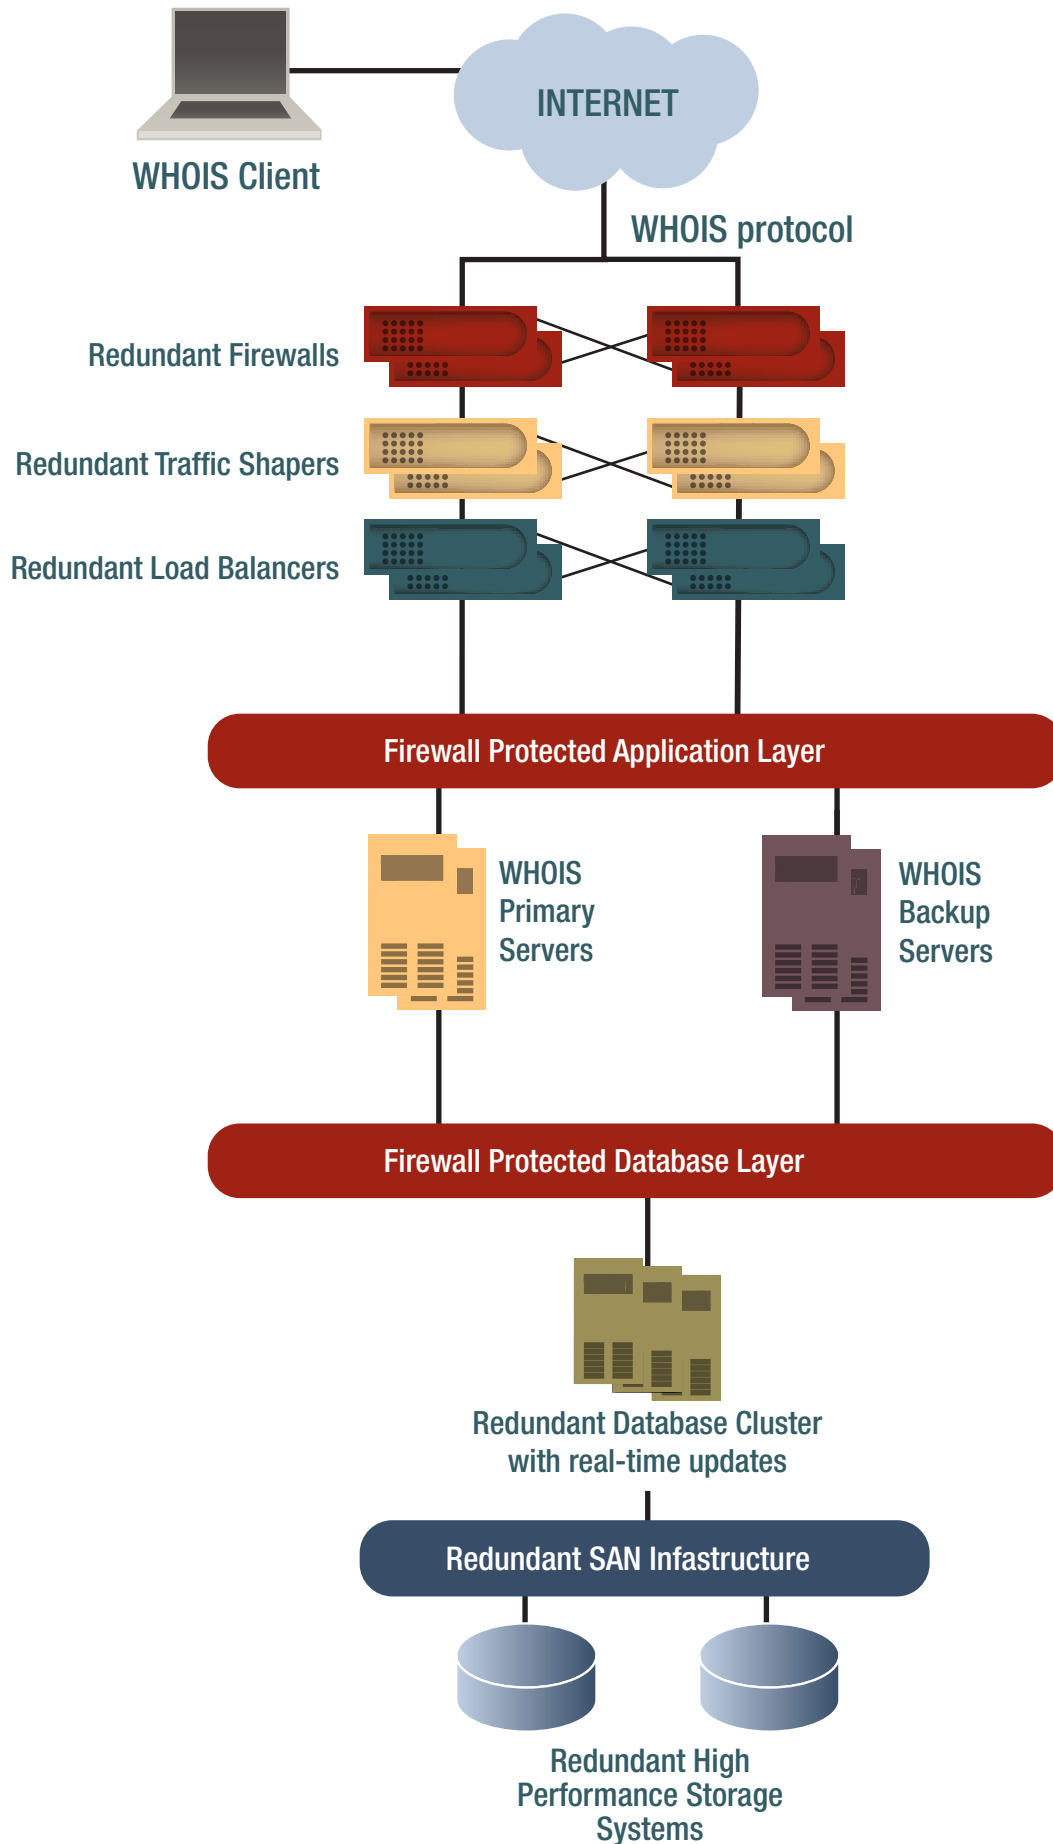 INTERNET
WHOIS Client
WHOIS protocol
Redundant Firewalls
Redundant Traffic Shapers
Redundant Load Balancers
Firewall Protected Application Layer
WHOIS
Primary
Servers
WHOIS
Backup
Servers
Firewall Protected Database Layer
Redundant Database Cluster
with real-time updates
Redundant SAN Infastructure
Redundant High
Performance Storage
Systems